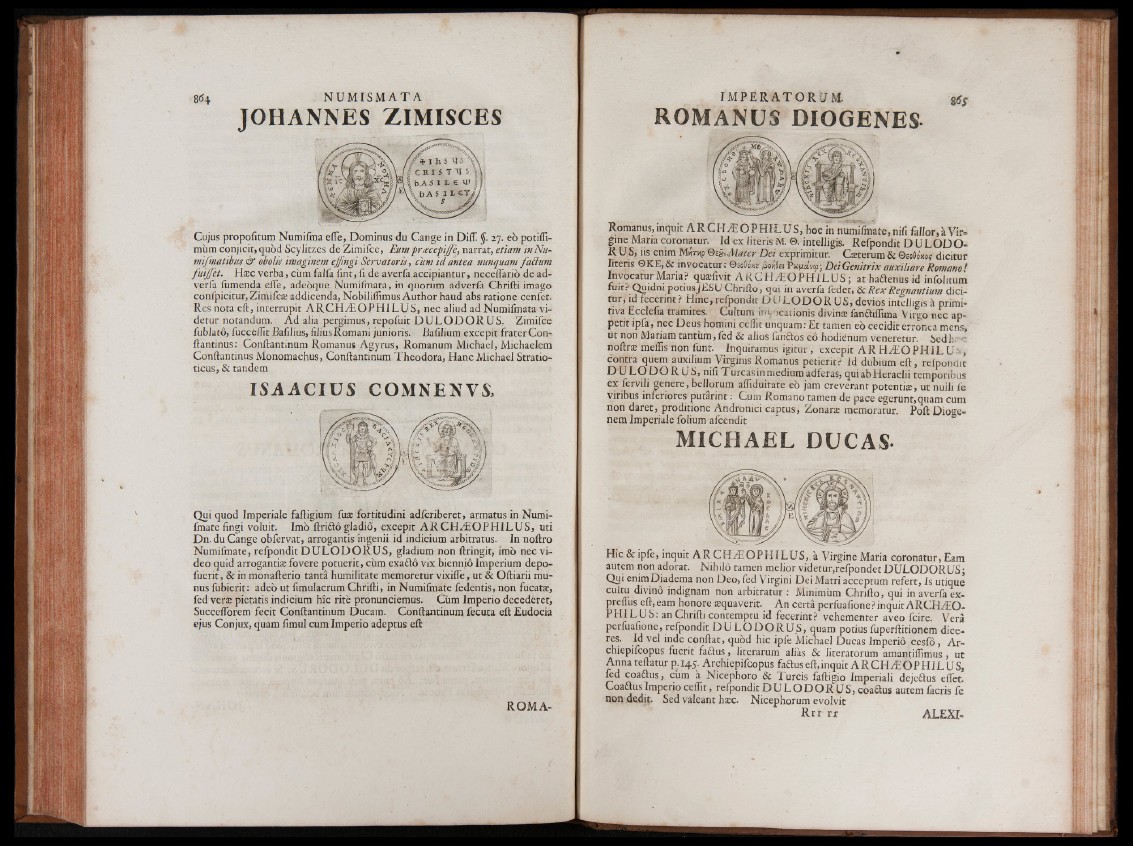 864 NUMISMATA
JOHANNES ZIMISCES
✠ IhS US
CRISTUS
bASILEU
bASILET
S
Cujus propositum Numiſma eſſe, Dominus du Cange in Diſſ. §. 27. eò potiſſi-
mùm conjicit, quòd Scylitzes de Zimiſce, Eum præcepiſſe, narrat, etiam in Nu-
miſmatibus & obolis imaginem effingi Servatoris, cùm id antea nunquam factum
fuiſſet. Hæc verba, cùm falſa ſint, ſi de averſa accipiantur, neceſſariò de ad-
verſa ſumenda eſſe, adeóque Numiſmata, in quorum adverſa Chriſti imago
conſpicitur, Zimiſcæ addicenda, Nobiliſſimus Author haud abs ratione cenſet.
Res nota eſt, interrupit ARCHÆOPHILUS, nec aliud ad Numiſmata vi-
detur notandum. Ad alia pergimus, repoſuit DULODORUS. Zimiſce
ſublatô, ſucceſſit Baſilius, filius Romani junioris. Baſilium excepit frater Con-
ſtantinus: Conſtantinum Romanus Agyrus, Romanum Michael, Michaelem
Conſtantinus Monomachus, Conſtantinum Theodora, Hanc Michael Stratio-
ticus, & tandem
ISAACIUS COMNENVS,
Qui quod Imperiale faſtigium ſuæ fortitudini adſcriberet, armatus in Numi-
ſmate fingi voluit. Imò ſtrictô gladiô, excepit ARCHÆOPHILUS, uti
Dn. du Cange obſervat, arrogantis ingenii id indicium arbitratus. In noſtro
Numiſmate, reſpondit DULODORUS, gladium non ſtringit, imò nec vi-
deo quid arrogantiæ fovere potuerit, cùm exactô vix bienniô Imperium depo-
ſuerit, & in monaſterio tantâ humilitate memoretur vixiſſe, ut & Oſtiarii mu-
nus ſubierit: adeò ut ſimulacrum Chriſti, in Numiſmate ſedentis, non fucatæ,
ſed veræ pietatis indicium hîc ritè pronunciemus. Cùm Imperio decederet,
Succeſſorem fecit Conſtantinum Ducam. Conſtantinum ſecuta eſt Eudocia
ejus Conjux, quam ſimul cum Imperio adeptus eſt
ROMA-
IMPERATORUM. 865
ROMANUS DIOGENES.
Romanus, inquit ARCHÆOPHILUS, hoc in numiſmate, niſi fallor, à Vir-
gine Maria coronatur. Id ex literis M. Θ. intelligis. Reſpondit DULODO-
RUS, iis enim Μήτηρ Θεοῦ, Mater Dei exprimitur. Cæterum & Θεοτόκος dicitur
literis ΘΚΕ, & invocatur: Dei Genitrix auxiliare Romano!
Invocatur Maria? quæſivit ARCHÆOPHILUS; at hactenus id inſolitum
fuit? Quidni potius JESU Chriſto, qui in averſa ſedet, & Rex Regnantium dici-
tur, id fecerint? Hinc, reſpondit DULODORUS, devios intelligis à primi-
tiva Eccleſia tramites. Cultum invocationis divinæ ſanctiſſima Virgo nec ap-
petit ipſa, nec Deus homini ceſſit unquam: Et tamen eò cecidit erronea mens,
ut non Mariam tantùm, ſed & alios ſanctos eò hodiénum veneretur. Sed
noſtræ meſſis non ſunt. Inquiramus igitur, excepit ARHÆOPHILUS,
contra quem auxilium Virginis Romanus petierit? Id dubium eſt, reſpondit
DULODORUS, niſi Turcas in medium adferas, qui ab Heraclii temporibus
ex ſervili genere, bellorum aſſiduitate eò jam creverant potentiæ, ut nulli ſe
viribus inferiores putârint: Cum Romano tamen de pace egerunt, quam cum
non daret, proditione Andronici captus, Zonaræ memoratur. Poſt Dioge-
nem Imperiale ſolium aſcendit
MICHAEL DUCAS.
Hîc & ipſe, inquit ARCHÆOPHILUS, à Virgine Maria coronatur, Eam
autem non adorat. Nihilô tamen melior videtur, reſpondet DULODORUS;
Qui enim Diadema non Deo, ſed Virgini Dei Matri acceptum refert, Is utique
cultu divinô indignam non arbitratur: Minimùm Chriſto, qui in averſa ex-
preſſus eſt, eam honore æquaverit. An certâ perſuaſione? inquit ARCHÆO-
PHILUS: an Chriſti contemptu id fecerint? vehementer aveo ſcire. Verâ
perſuaſione, reſpondit DULODORUS, quam potius ſuperſtitionem dice-
res. Id vel inde conſtat, quòd hic ipſe Michael Ducas Imperiô cesſô, Ar-
chiepiſcopus fuerit factus, literarum aliàs & literatorum amantiſſimus, ut
Anna teſtatur p. 145. Archiepiſcopus factus eſt, inquit ARCHÆOPHILUS,
ſed coactus, cùm à Nicephoro & Turcis faſtigio Imperiali dejectus eſſet.
Coactus Imperio ceſſit, reſpondit DULODORUS, coactus autem ſacris ſe
non dedit. Sed valeant hæc. Nicephorum evolvit
Rrr rr ALEXI-